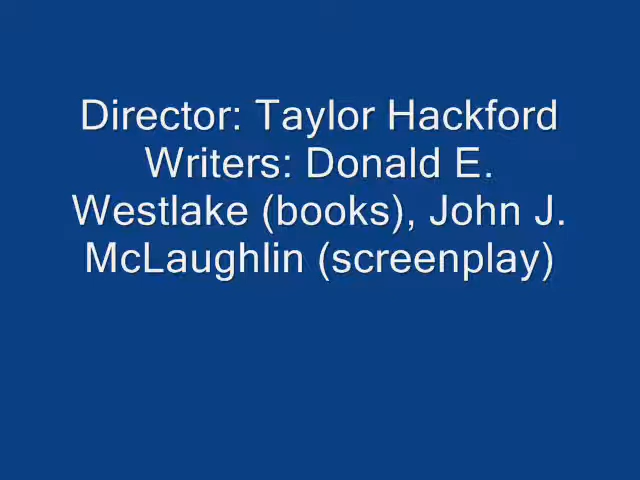 Director: Taylor Hackford
Writers: Donald E.
Westlake (books), John J.
McLaughlin (screenplay)